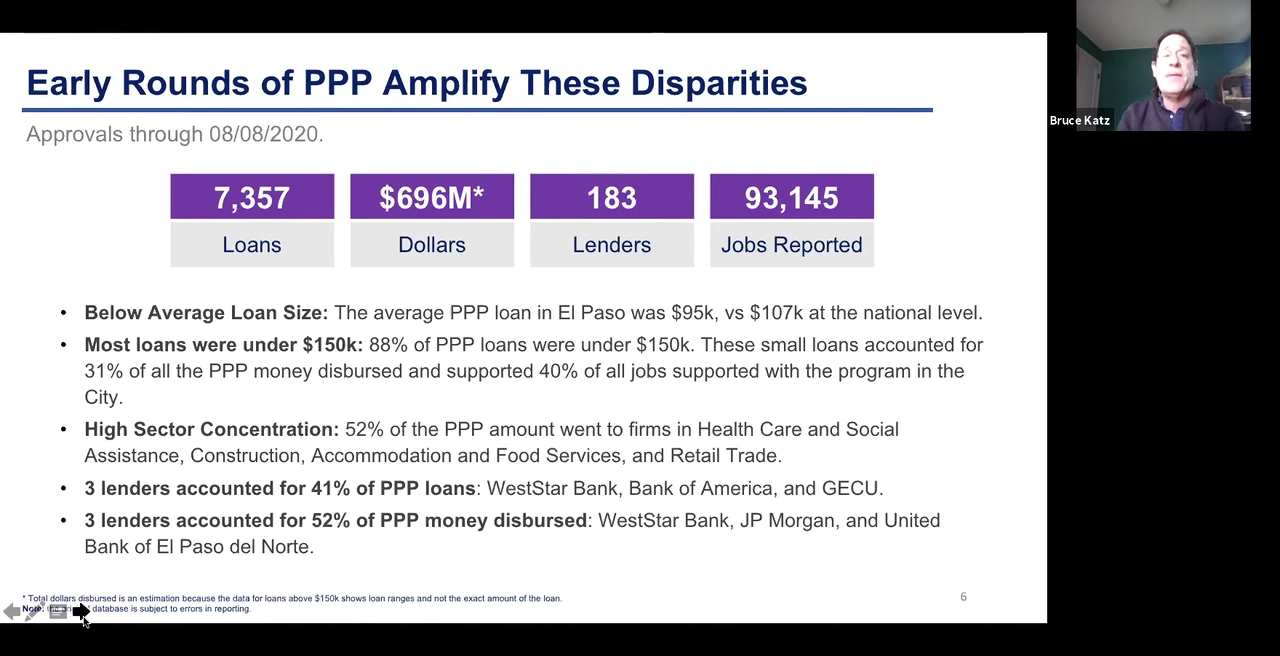 Early Rounds of PPP Amplify These Disparities
Approvals through 08/08/2020.
7,357
$696M*
183
93,145
Loans
Dollars
Lenders
Jobs Reported
• Below Average Loan Size: The average PPP loan in El Paso was $95k, vs $107k at the national level.
• Most loans were under $150k: 88% of PPP loans were under $150k. These small loans accounted for
31% of all the PPP money disbursed and supported 40% of all jobs supported with the program in the
City.
• High Sector Concentration: 52% of the PPP amount went to firms in Health Care and Social
Assistance, Construction, Accommodation and Food Services, and Retail Trade.
• 3 lenders accounted for 41% of PPP loans: WestStar Bank, Bank of America, and GECU.
• 3 lenders accounted for 52% of PPP money disbursed: WestStar Bank, JP Morgan, and United
Bank of El Paso del Norte.
* Total dollars disbursed is an estimation because the data for loans above $150k shows loan ranges and not the exact amount of the loan.
Note: database is subject to errors in reporting.
6
Bruce Katz